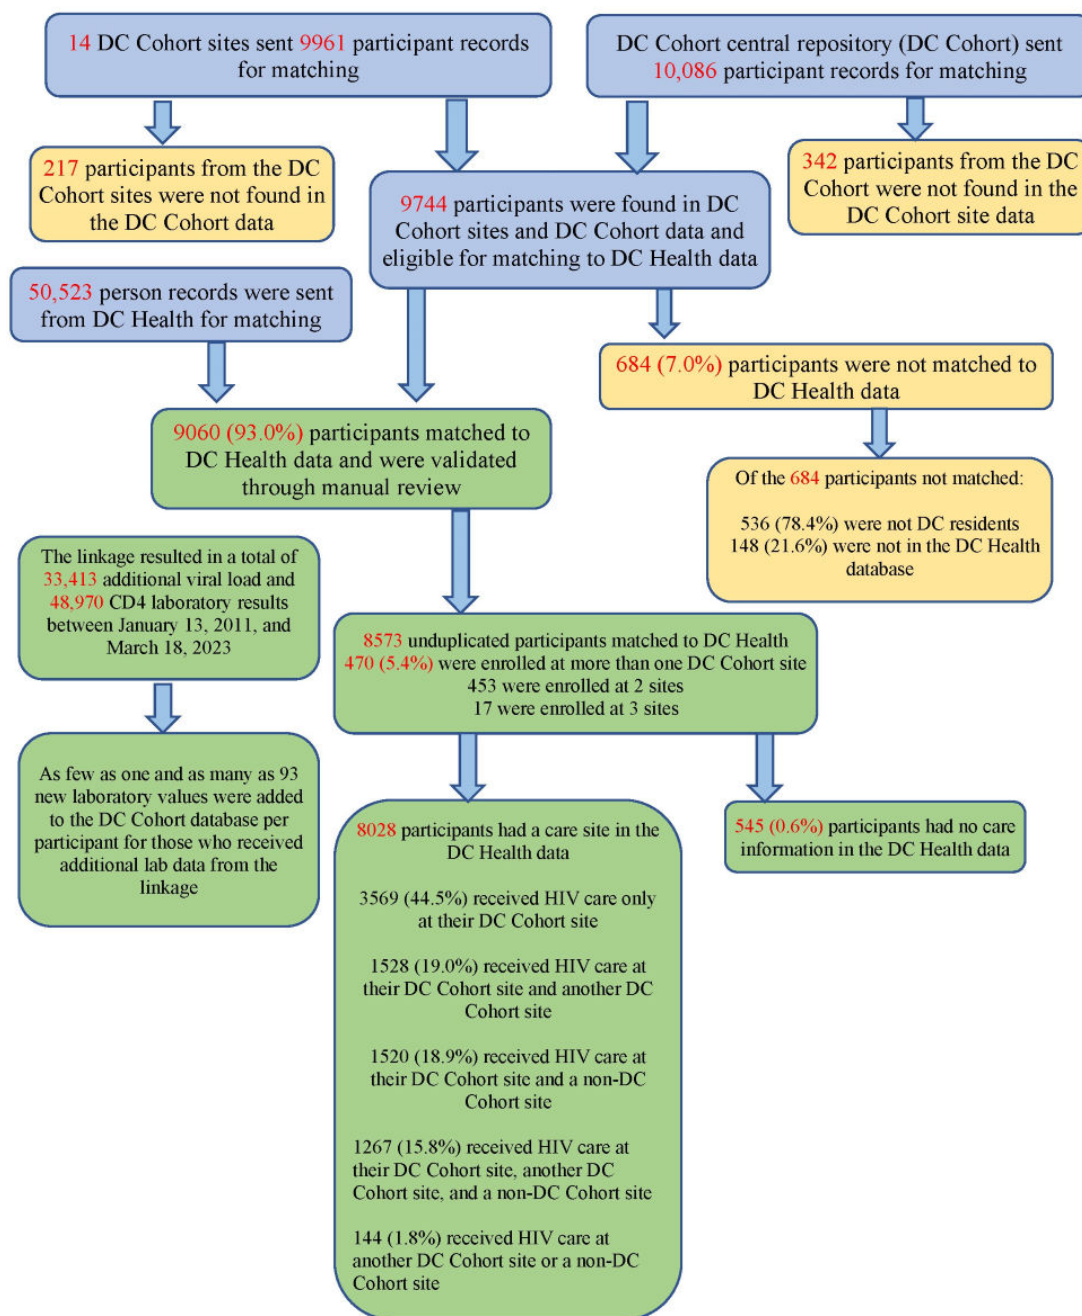 14 DC Cohort sites sent 9961 participant records
for matching
DC Cohort central repository (DC Cohort) sent
10,086 participant records for matching
217 participants from the DC
Cohort sites were not found in
the DC Cohort data
342 participants from the DC
Cohort were not found in the
DC Cohort site data
9744 participants were found in DC
Cohort sites and DC Cohort data and
eligible for matching to DC Health data
50,523 person records were sent
from DC Health for matching
684 (7.0%) participants were not matched to
DC Health data
9060 (93.0%) participants matched to
DC Health data and were validated
through manual review
Of the 684 participants not matched:
536 (78.4%) were not DC residents
148 (21.6%) were not in the DC Health
database
The linkage resulted in a total of
33,413 additional viral load and
48,970 CD4 laboratory results
between January 13, 2011, and
March 18, 2023
8573 unduplicated participants matched to DC Health
470 (5.4%) were enrolled at more than one DC Cohort site
453 were enrolled at 2 sites
17 were enrolled at 3 sites
As few as one and as many as 93
new laboratory values were added
to the DC Cohort database per
participant for those who received
additional lab data from the
linkage
8028 participants had a care site in the
DC Health data
3569 (44.5%) received HIV care only
at their DC Cohort site
1528 (19.0%) received HIV care at
their DC Cohort site and another DC
Cohort site
1520 (18.9%) received HIV care at
their DC Cohort site and a non-DC
Cohort site
1267 (15.8%) received HIV care at
their DC Cohort site, another DC
Cohort site, and a non-DC Cohort site
144 (1.8%) received HIV care at
another DC Cohort site or a non-DC
Cohort site
545 (0.6%) participants had no care
information in the DC Health data